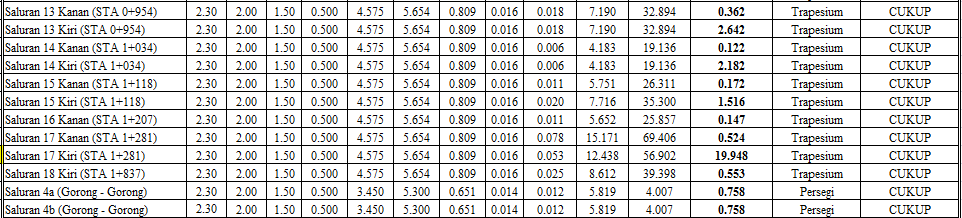 Saluran 13 Kanan (STA 0+954) 2.30 2.00 1.50 0.500 4.575 5.654 0.809 0.016 0.018 7.190 32.894 0.362 Trapesium CUKUP
Saluran 13 Kiri (STA 0+954) 2.30 2.00 1.50 0.500 4.575 5.654 0.809 0.016 0.018 7.190 32.894 2.642 Trapesium CUKUP
Saluran 14 Kanan (STA 1+034) 2.30 2.00 1.50 0.500 4.575 5.654 0.809 0.016 0.006 4.183 19.136 0.122 Trapesium CUKUP
Saluran 14 Kiri (STA 1+034) 2.30 2.00 1.50 0.500 4.575 5.654 0.809 0.016 0.006 4.183 19.136 2.182 Trapesium CUKUP
Saluran 15 Kanan (STA 1+118) 2.30 2.00 1.50 0.500 4.575 5.654 0.809 0.016 0.011 5.751 26.311 0.172 Trapesium CUKUP
Saluran 15 Kiri (STA 1+118) 2.30 2.00 1.50 0.500 4.575 5.654 0.809 0.016 0.020 7.716 35.300 1.516 Trapesium CUKUP
Saluran 16 Kanan (STA 1+207) 2.30 2.00 1.50 0.500 4.575 5.654 0.809 0.016 0.011 5.652 25.857 0.147 Trapesium CUKUP
Saluran 17 Kanan (STA 1+281) 2.30 2.00 1.50 0.500 4.575 5.654 0.809 0.016 0.078 15.171 69.406 0.524 Trapesium CUKUP
Saluran 17 Kiri (STA 1+281) 2.30 2.00 1.50 0.500 4.575 5.654 0.809 0.016 0.053 12.438 56.902 19.948 Trapesium CUKUP
Saluran 18 Kiri (STA 1+837) 2.30 2.00 1.50 0.500 4.575 5.654 0.809 0.016 0.025 8.612 39.398 0.553 Trapesium CUKUP
Saluran 4a (Gorong - Gorong) 2.30 2.00 1.50 0.500 3.450 5.300 0.651 0.014 0.012 5.819 4.007 0.758 Persegi CUKUP
Saluran 4b (Gorong - Gorong) 2.30 2.00 1.50 0.500 3.450 5.300 0.651 0.014 0.012 5.819 4.007 0.758 Persegi CUKUP